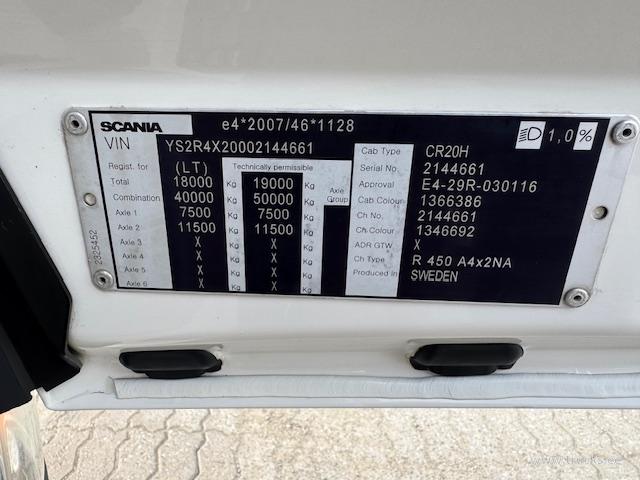 SCANIA e4*2007/46*1128
VIN YS2R4X20002144661 1,0%
Regist. for (LT) Technically permissible Cab Type CR20H
Total 18000 Kg 19000 Kg Axle Group Serial No. 2144661
Combination 40000 Kg 50000 Kg Approval E4-29R-030116
Axle 1 7500 Kg 7500 Kg Cab Colour 1366386
Axle 2 11500 Kg 11500 Kg Ch No. 2144661
Axle 3 X Kg X Kg Ch Colour 1346692
Axle 4 X Kg X Kg ADR GTW X
Axle 5 X Kg X Kg Ch Type R 450 A4x2NA
Axle 6 X Kg X Kg Produced In SWEDEN
2325452